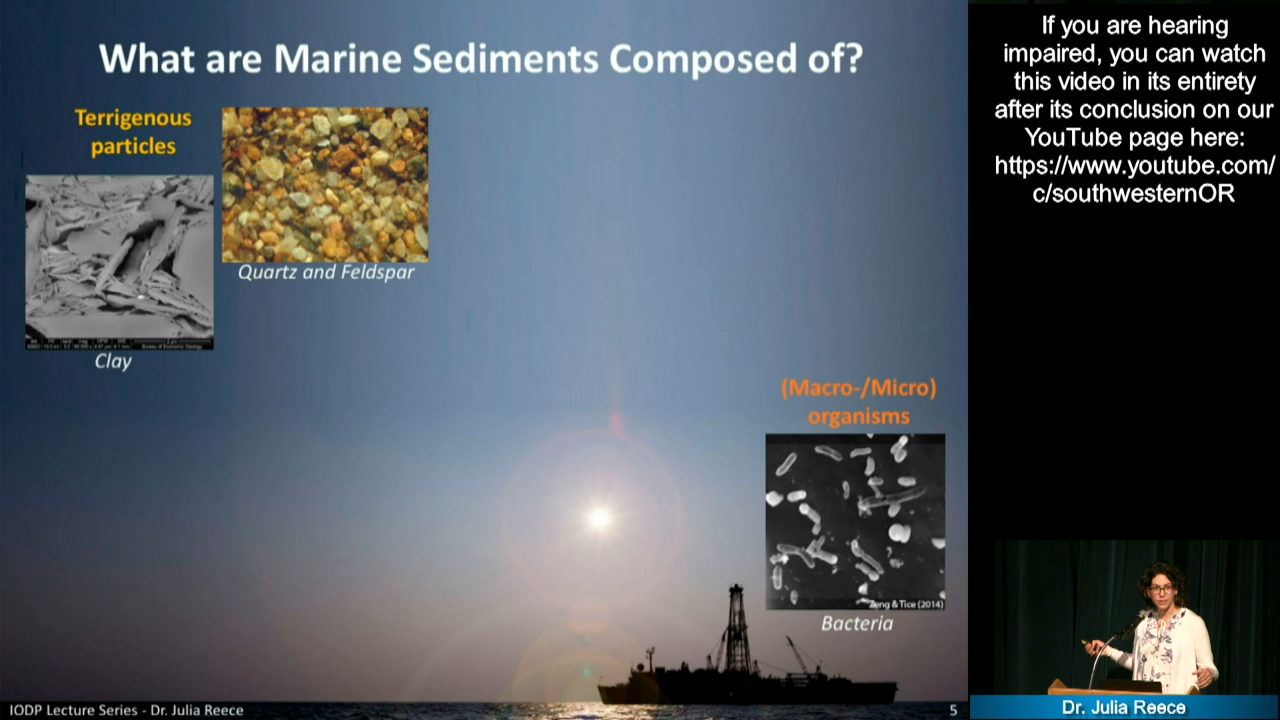 What are Marine Sediments Composed of?
Terrigenous
particles
Quartz and Feldspar
Clay
(Macro-/Micro)
organisms
Zeng & Tice (2014)
Bacteria
IODP Lecture Series - Dr. Julia Reece
5
If you are hearing
impaired, you can watch
this video in its entirety
after its conclusion on our
YouTube page here:
https://www.youtube.com/
c/southwesternOR
Dr. Julia Reece